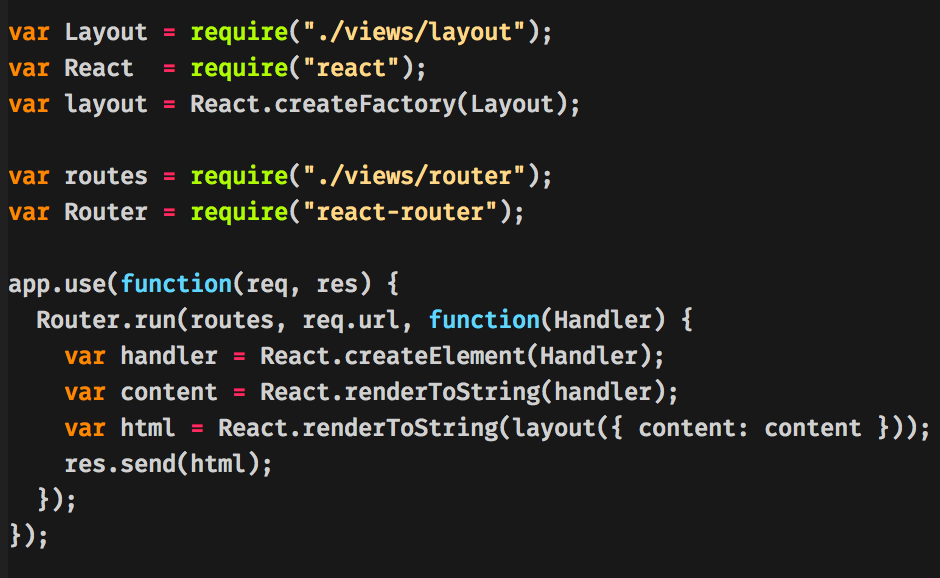 var Layout = require("./views/layout");
var React  = require("react");
var layout = React.createFactory(Layout);

var routes = require("./views/router");
var Router = require("react-router");

app.use(function(req, res) {
  Router.run(routes, req.url, function(Handler) {
    var handler = React.createElement(Handler);
    var content = React.renderToString(handler);
    var html = React.renderToString(layout({ content: content }));
    res.send(html);
  });
});